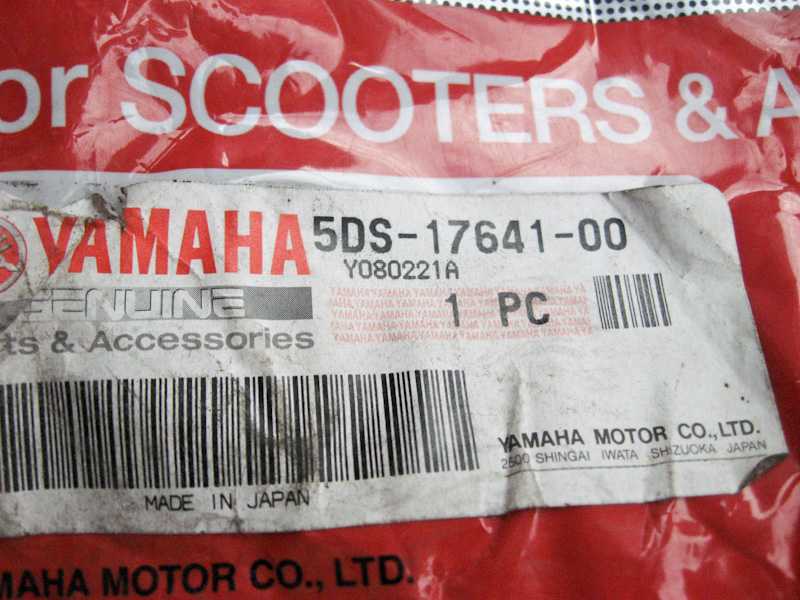 or SCOOTERS & A
YAMAHA 5DS-17641-00
Y080221A
GENUINE
ts & Accessories
1 PC
YAMAHA MOTOR CO.,LTD.
2500 SHINGAI IWATA SHIZUOKA JAPAN
MADE IN JAPAN
MAHA MOTOR CO., LTD.